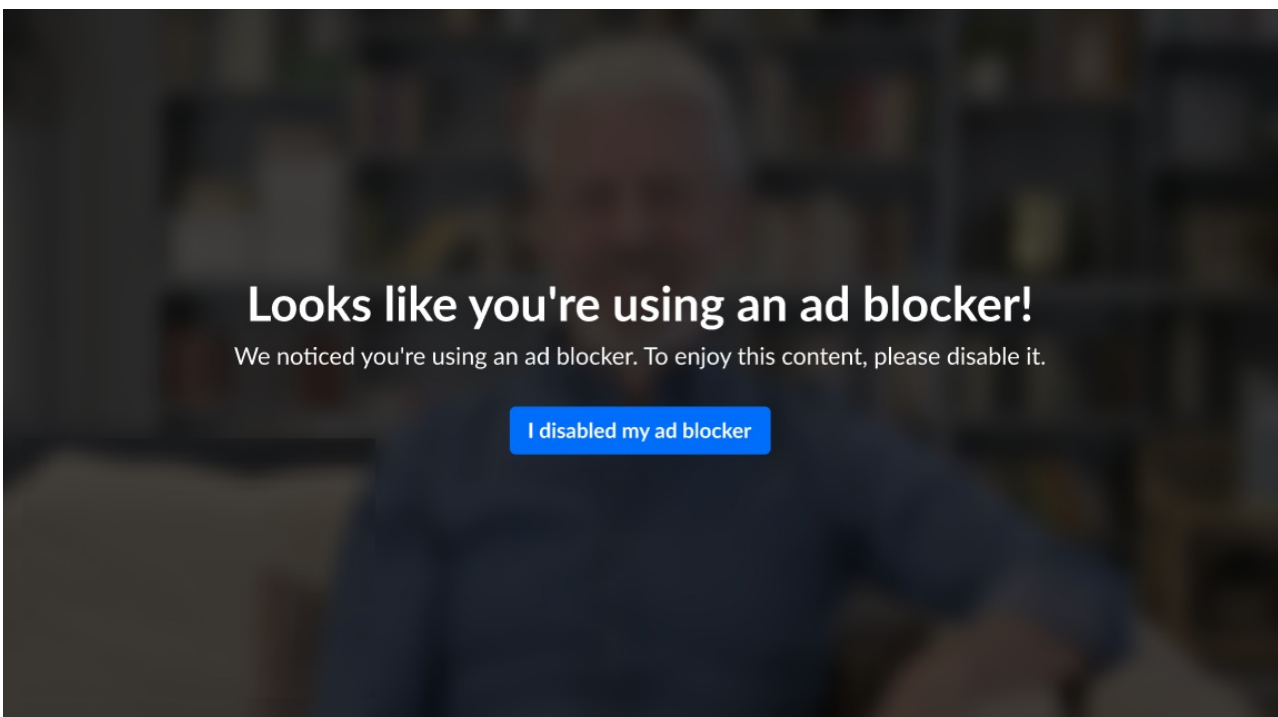 Looks like you're using an ad blocker!
We noticed you're using an ad blocker. To enjoy this content, please disable it.
I disabled my ad blocker